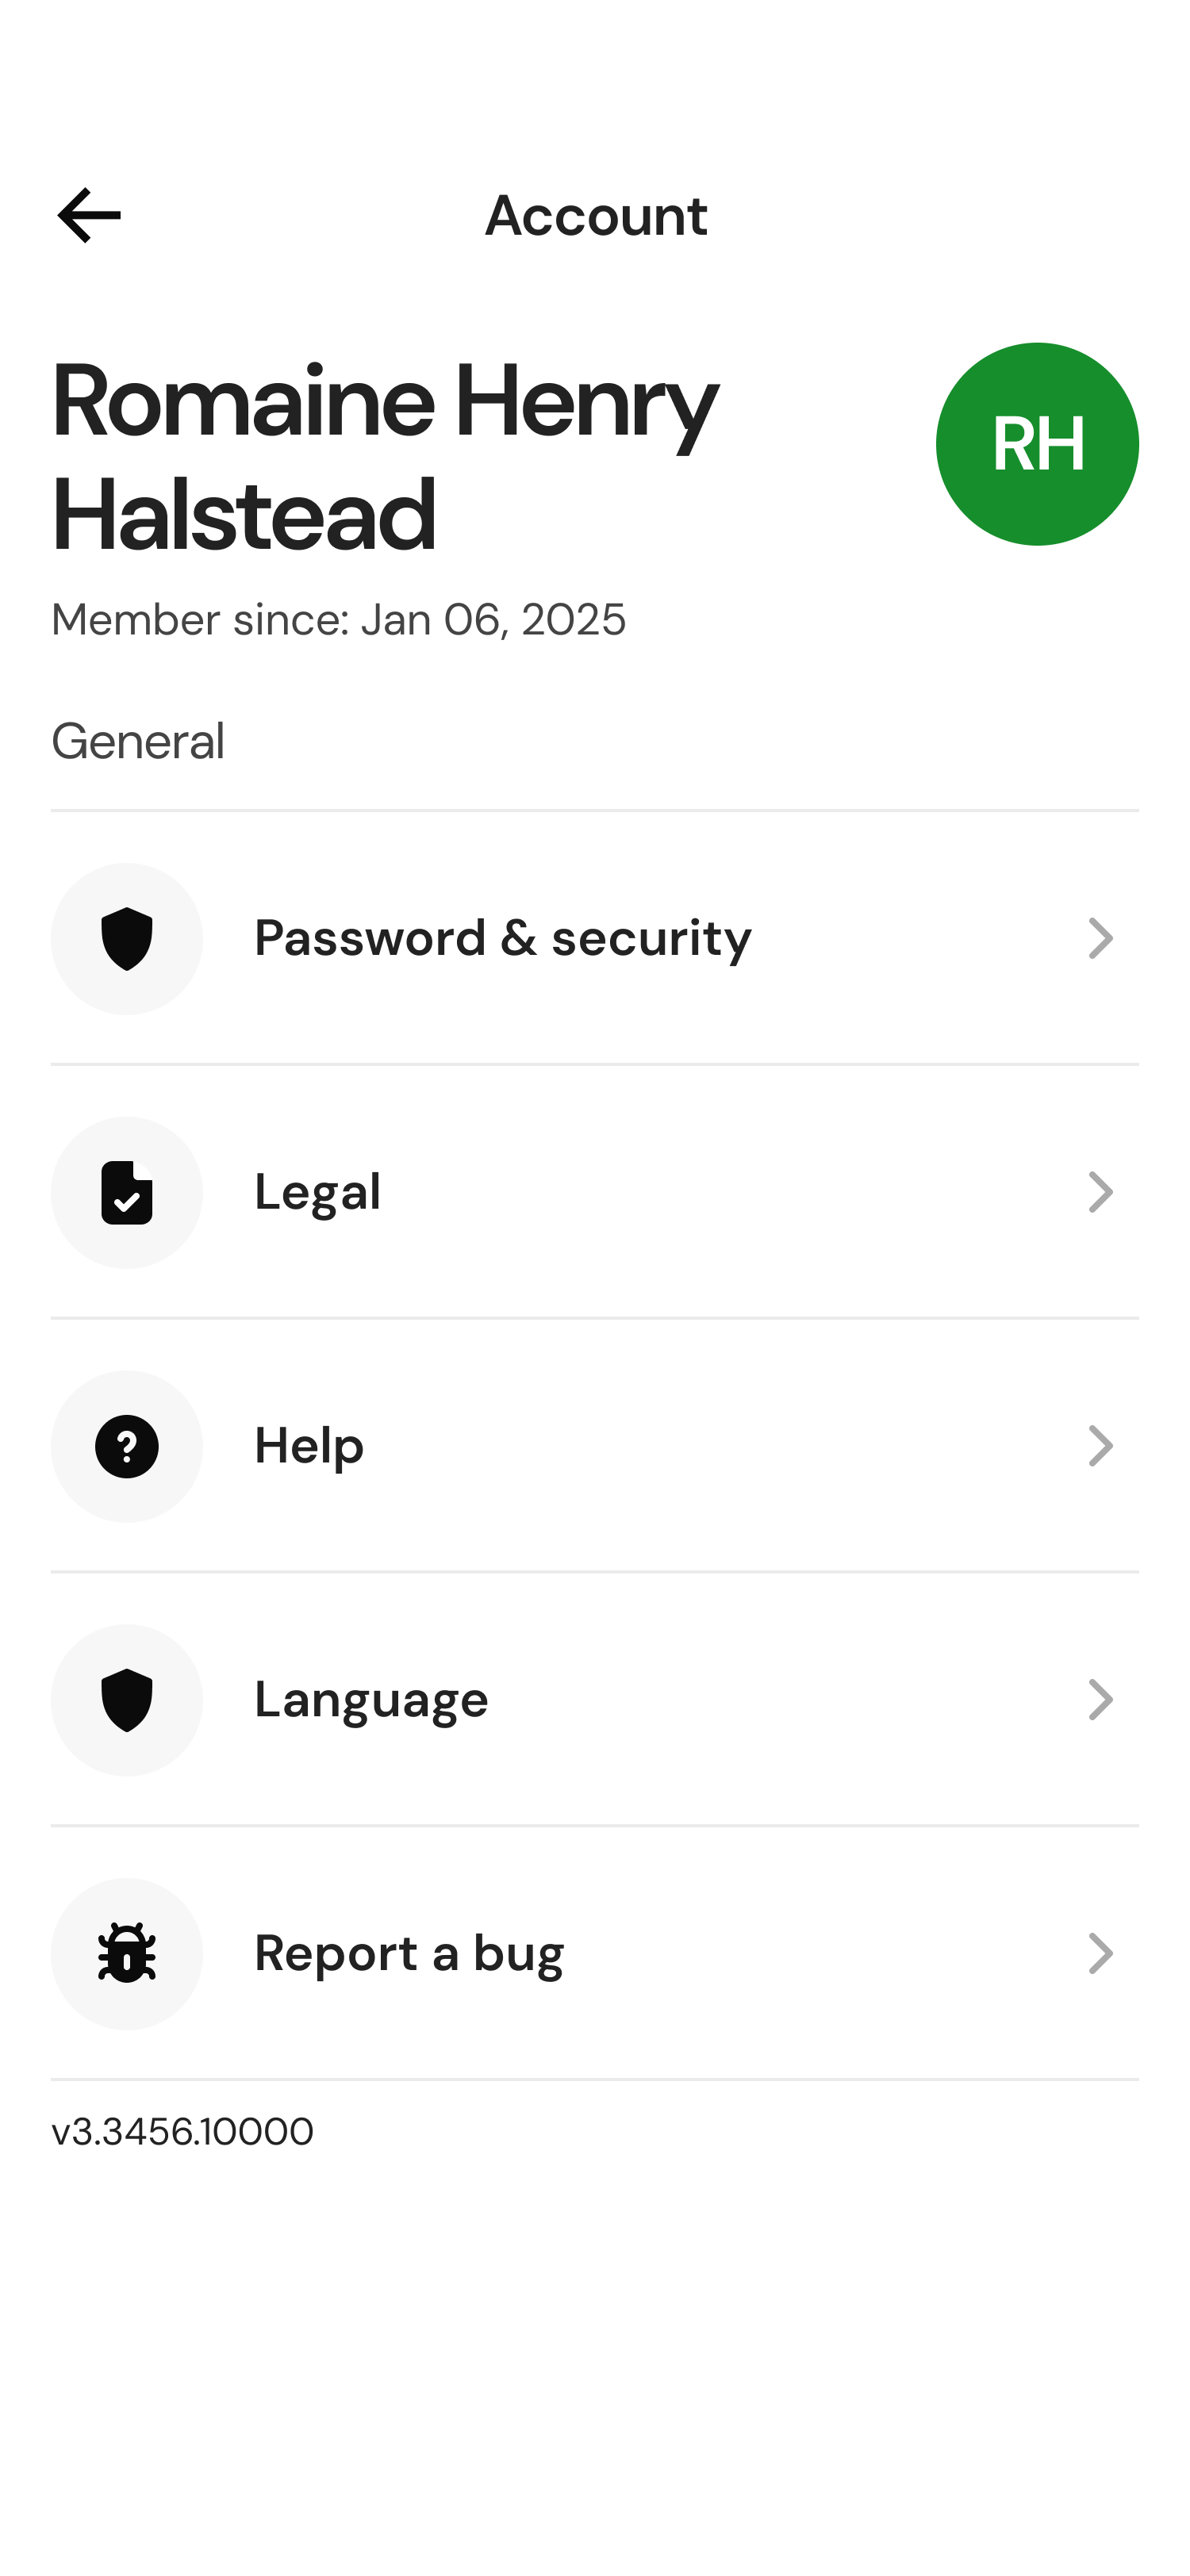 Account
Romaine Henry
Halstead
RH
Member since: Jan 06, 2025
General
Password & security
Legal
Help
Language
Report a bug
v3.3456.10000